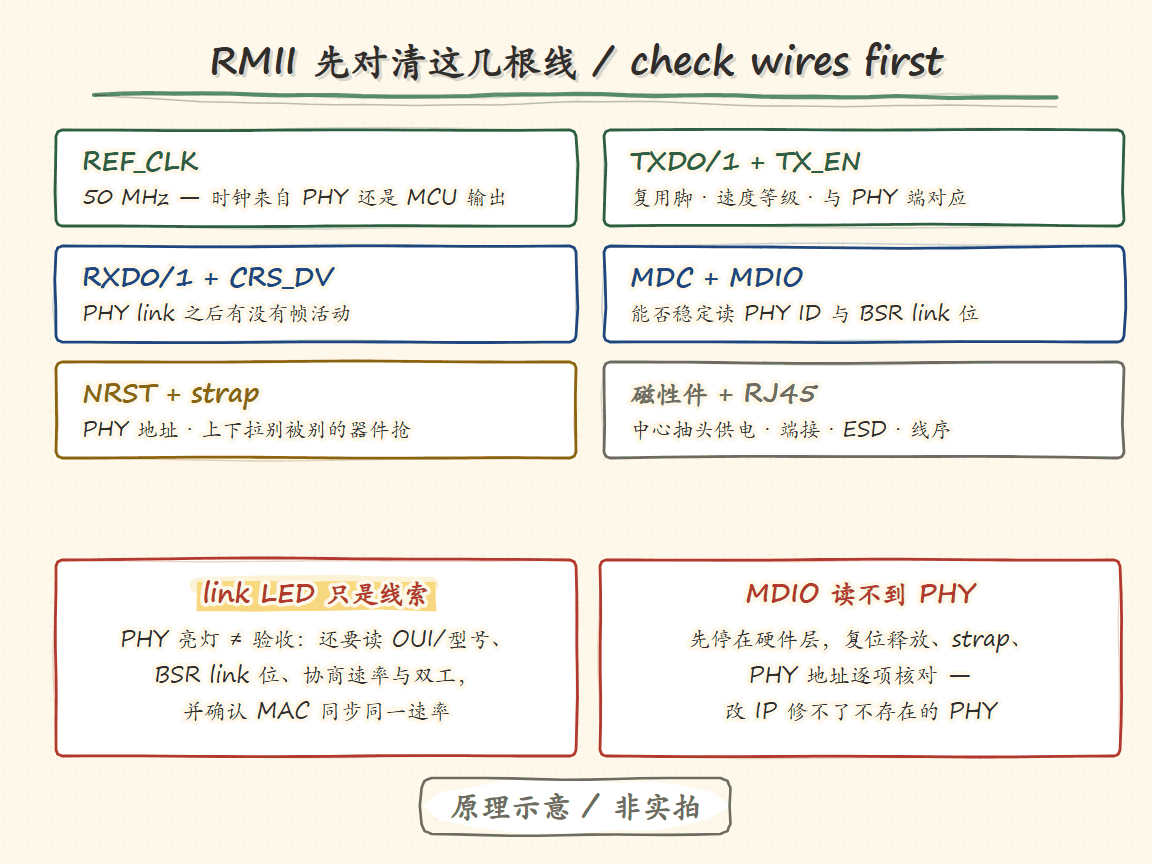 RMII 先对清这几根线 / check wires first
REF_CLK
50 MHz — 时钟来自 PHY 还是 MCU 输出
TXD0/1 + TX_EN
复用脚 · 速度等级 · 与 PHY 端对应
RXD0/1 + CRS_DV
PHY link 之后有没有帧活动
MDC + MDIO
能否稳定读 PHY ID 与 BSR link 位
NRST + strap
PHY 地址 · 上下拉别被别的器件抢
磁性件 + RJ45
中心抽头供电 · 端接 · ESD · 线序
link LED 只是线索
PHY 亮灯 ≠ 验收：还要读 OUI/型号、
BSR link 位、协商速率与双工，
并确认 MAC 同步同一速率
MDIO 读不到 PHY
先停在硬件层，复位释放、strap、
PHY 地址逐项核对 —
改 IP 修不了不存在的 PHY
原理示意 / 非实拍